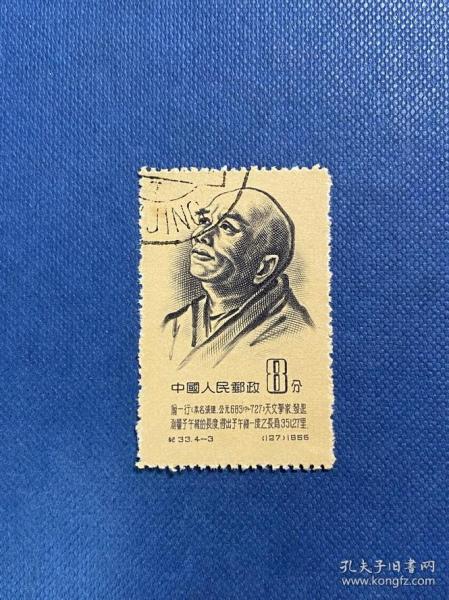 JING
中國人民郵政 8分
僧一行(本名張遂，公元683(?)-727)天文學家，發起
測量子午綫的長度，得出子午綫一度之長爲351.27里。
紀33.4-3 (127)1955
孔夫子旧书网
www.kongfz.com